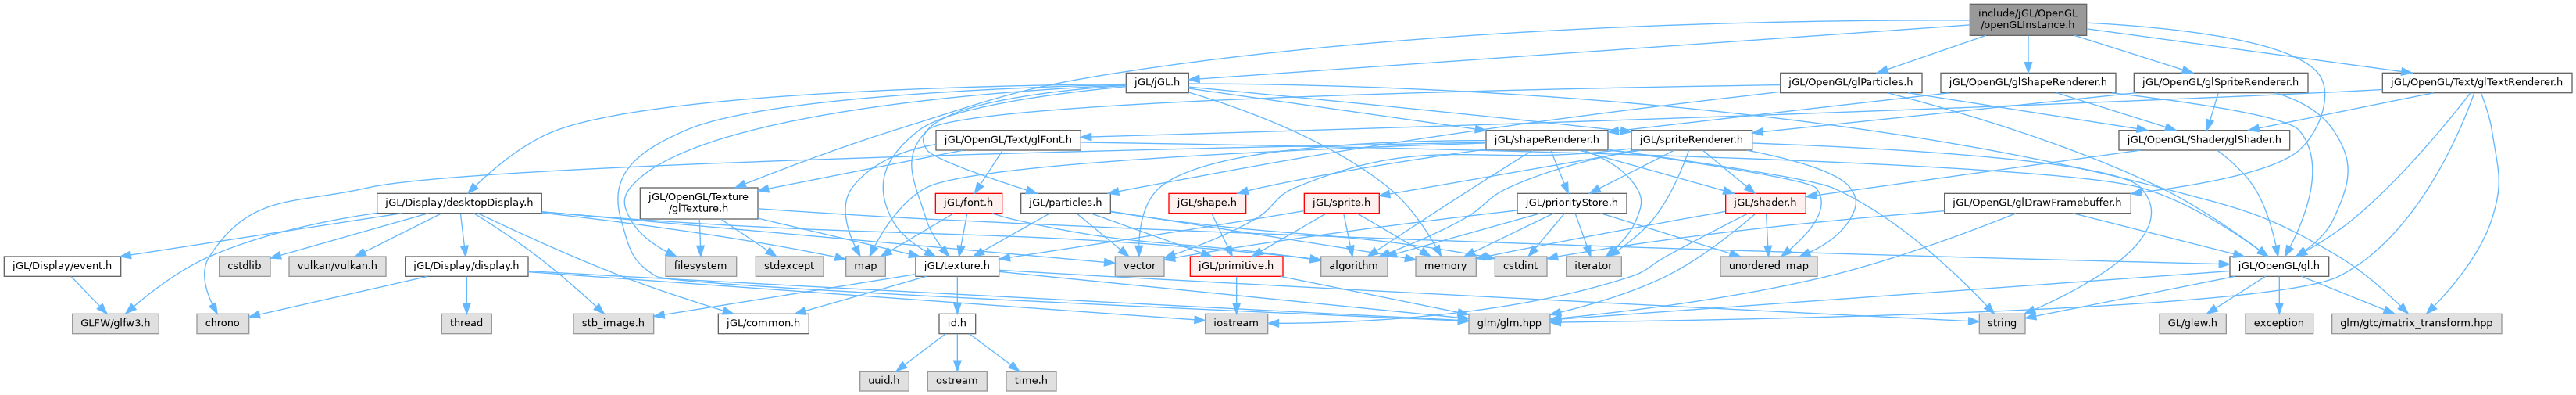 include/jGL/OpenGL
/openGLInstance.h
jGL/jGL.h
jGL/OpenGL/glParticles.h
jGL/OpenGL/glShapeRenderer.h
jGL/OpenGL/glSpriteRenderer.h
jGL/OpenGL/Text/glTextRenderer.h
jGL/OpenGL/Text/glFont.h
jGL/shapeRenderer.h
jGL/spriteRenderer.h
jGL/OpenGL/Shader/glShader.h
jGL/Display/desktopDisplay.h
jGL/OpenGL/Texture
/glTexture.h
jGL/font.h
jGL/particles.h
jGL/shape.h
jGL/sprite.h
jGL/priorityStore.h
jGL/shader.h
jGL/OpenGL/glDrawFramebuffer.h
jGL/Display/event.h
cstdlib
vulkan/vulkan.h
jGL/Display/display.h
filesystem
stdexcept
map
jGL/texture.h
vector
jGL/primitive.h
algorithm
memory
cstdint
iterator
unordered_map
jGL/OpenGL/gl.h
GLFW/glfw3.h
chrono
thread
stb_image.h
jGL/common.h
id.h
iostream
glm/glm.hpp
string
GL/glew.h
exception
glm/gtc/matrix_transform.hpp
uuid.h
ostream
time.h